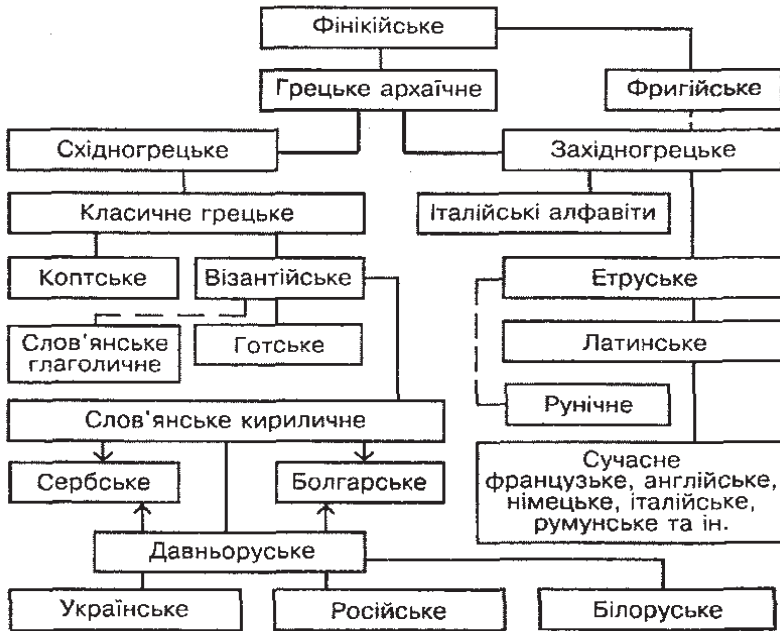 Фінікійське
Грецьке архаїчне
Фригійське
Східногрецьке
Західногрецьке
Класичне грецьке
Італійські алфавіти
Коптське
Візантійське
Етруське
Слов'янське
глаголичне
Готське
Латинське
Рунічне
Слов'янське кириличне
Сучасне
французьке, англійське,
німецьке, італійське,
румунське та ін.
Сербське
Болгарське
Давньоруське
Українське
Російське
Білоруське